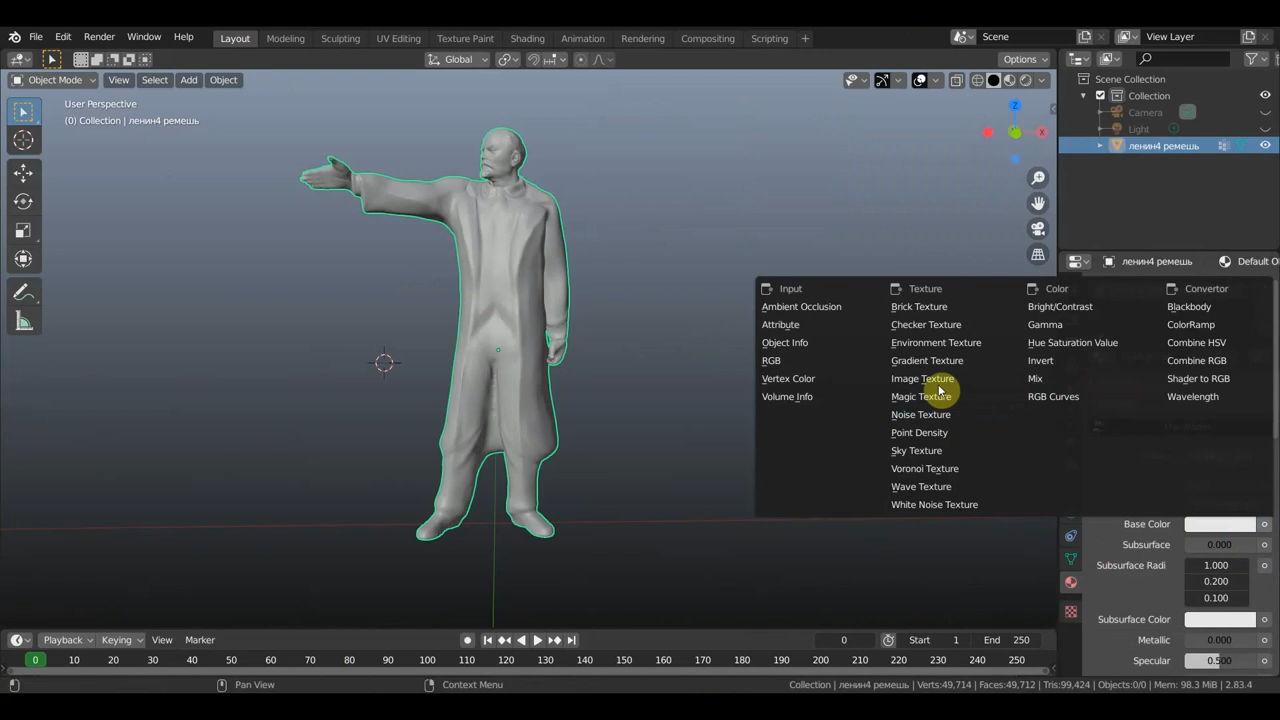 File Edit Render Window Help Layout Modeling Sculpting UV Editing Texture Paint Shading Animation Rendering Compositing Scripting + Scene View Layer
Global Options
Object Mode View Select Add Object
User Perspective
(0) Collection | ленин4 ремешь
Z
X
Scene Collection
Collection
Camera
Light
ленин4 ремешь
ленин4 ремешь Default O
Input Texture Color Convertor
Ambient Occlusion Brick Texture Bright/Contrast Blackbody
Attribute Checker Texture Gamma ColorRamp
Object Info Environment Texture Hue Saturation Value Combine HSV
RGB Gradient Texture Invert Combine RGB
Vertex Color Image Texture Mix Shader to RGB
Volume Info Magic Texture RGB Curves Wavelength
Noise Texture
Point Density
Sky Texture
Voronoi Texture
Wave Texture
White Noise Texture
Base Color
Subsurface 0.000
Subsurface Radi 1.000
0.200
0.100
Subsurface Color
Metallic 0.000
Specular 0.500
Playback Keying View Marker 0 Start 1 End 250
0 10 20 30 40 50 60 70 80 90 100 110 120 130 140 150 160 170 180 190 200 210 220 230 240 250
Pan View Context Menu Collection | ленин4 ремешь | Verts:49,714 | Faces:49,712 | Tris:99,424 | Objects:0/0 | Mem: 98.3 MiB | 2.83.4